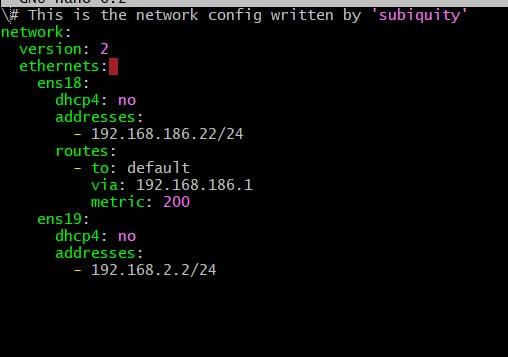 \# This is the network config written by 'subiquity'
network:
  version: 2
  ethernets:
    ens18:
      dhcp4: no
      addresses:
        - 192.168.186.22/24
      routes:
        - to: default
          via: 192.168.186.1
          metric: 200
    ens19:
      dhcp4: no
      addresses:
        - 192.168.2.2/24